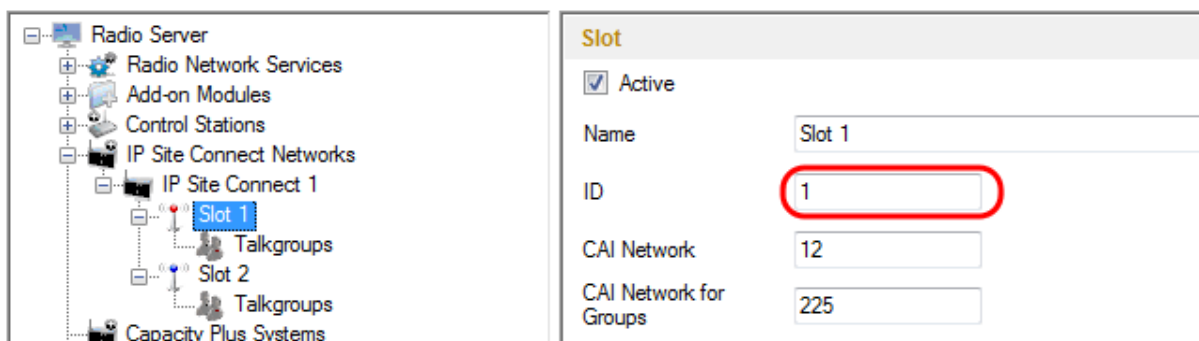 Radio Server
Radio Network Services
Add-on Modules
Control Stations
IP Site Connect Networks
IP Site Connect 1
Slot 1
Talkgroups
Slot 2
Talkgroups
Capacity Plus Systems
Slot
Active
Name Slot 1
ID 1
CAI Network 12
CAI Network for
Groups 225